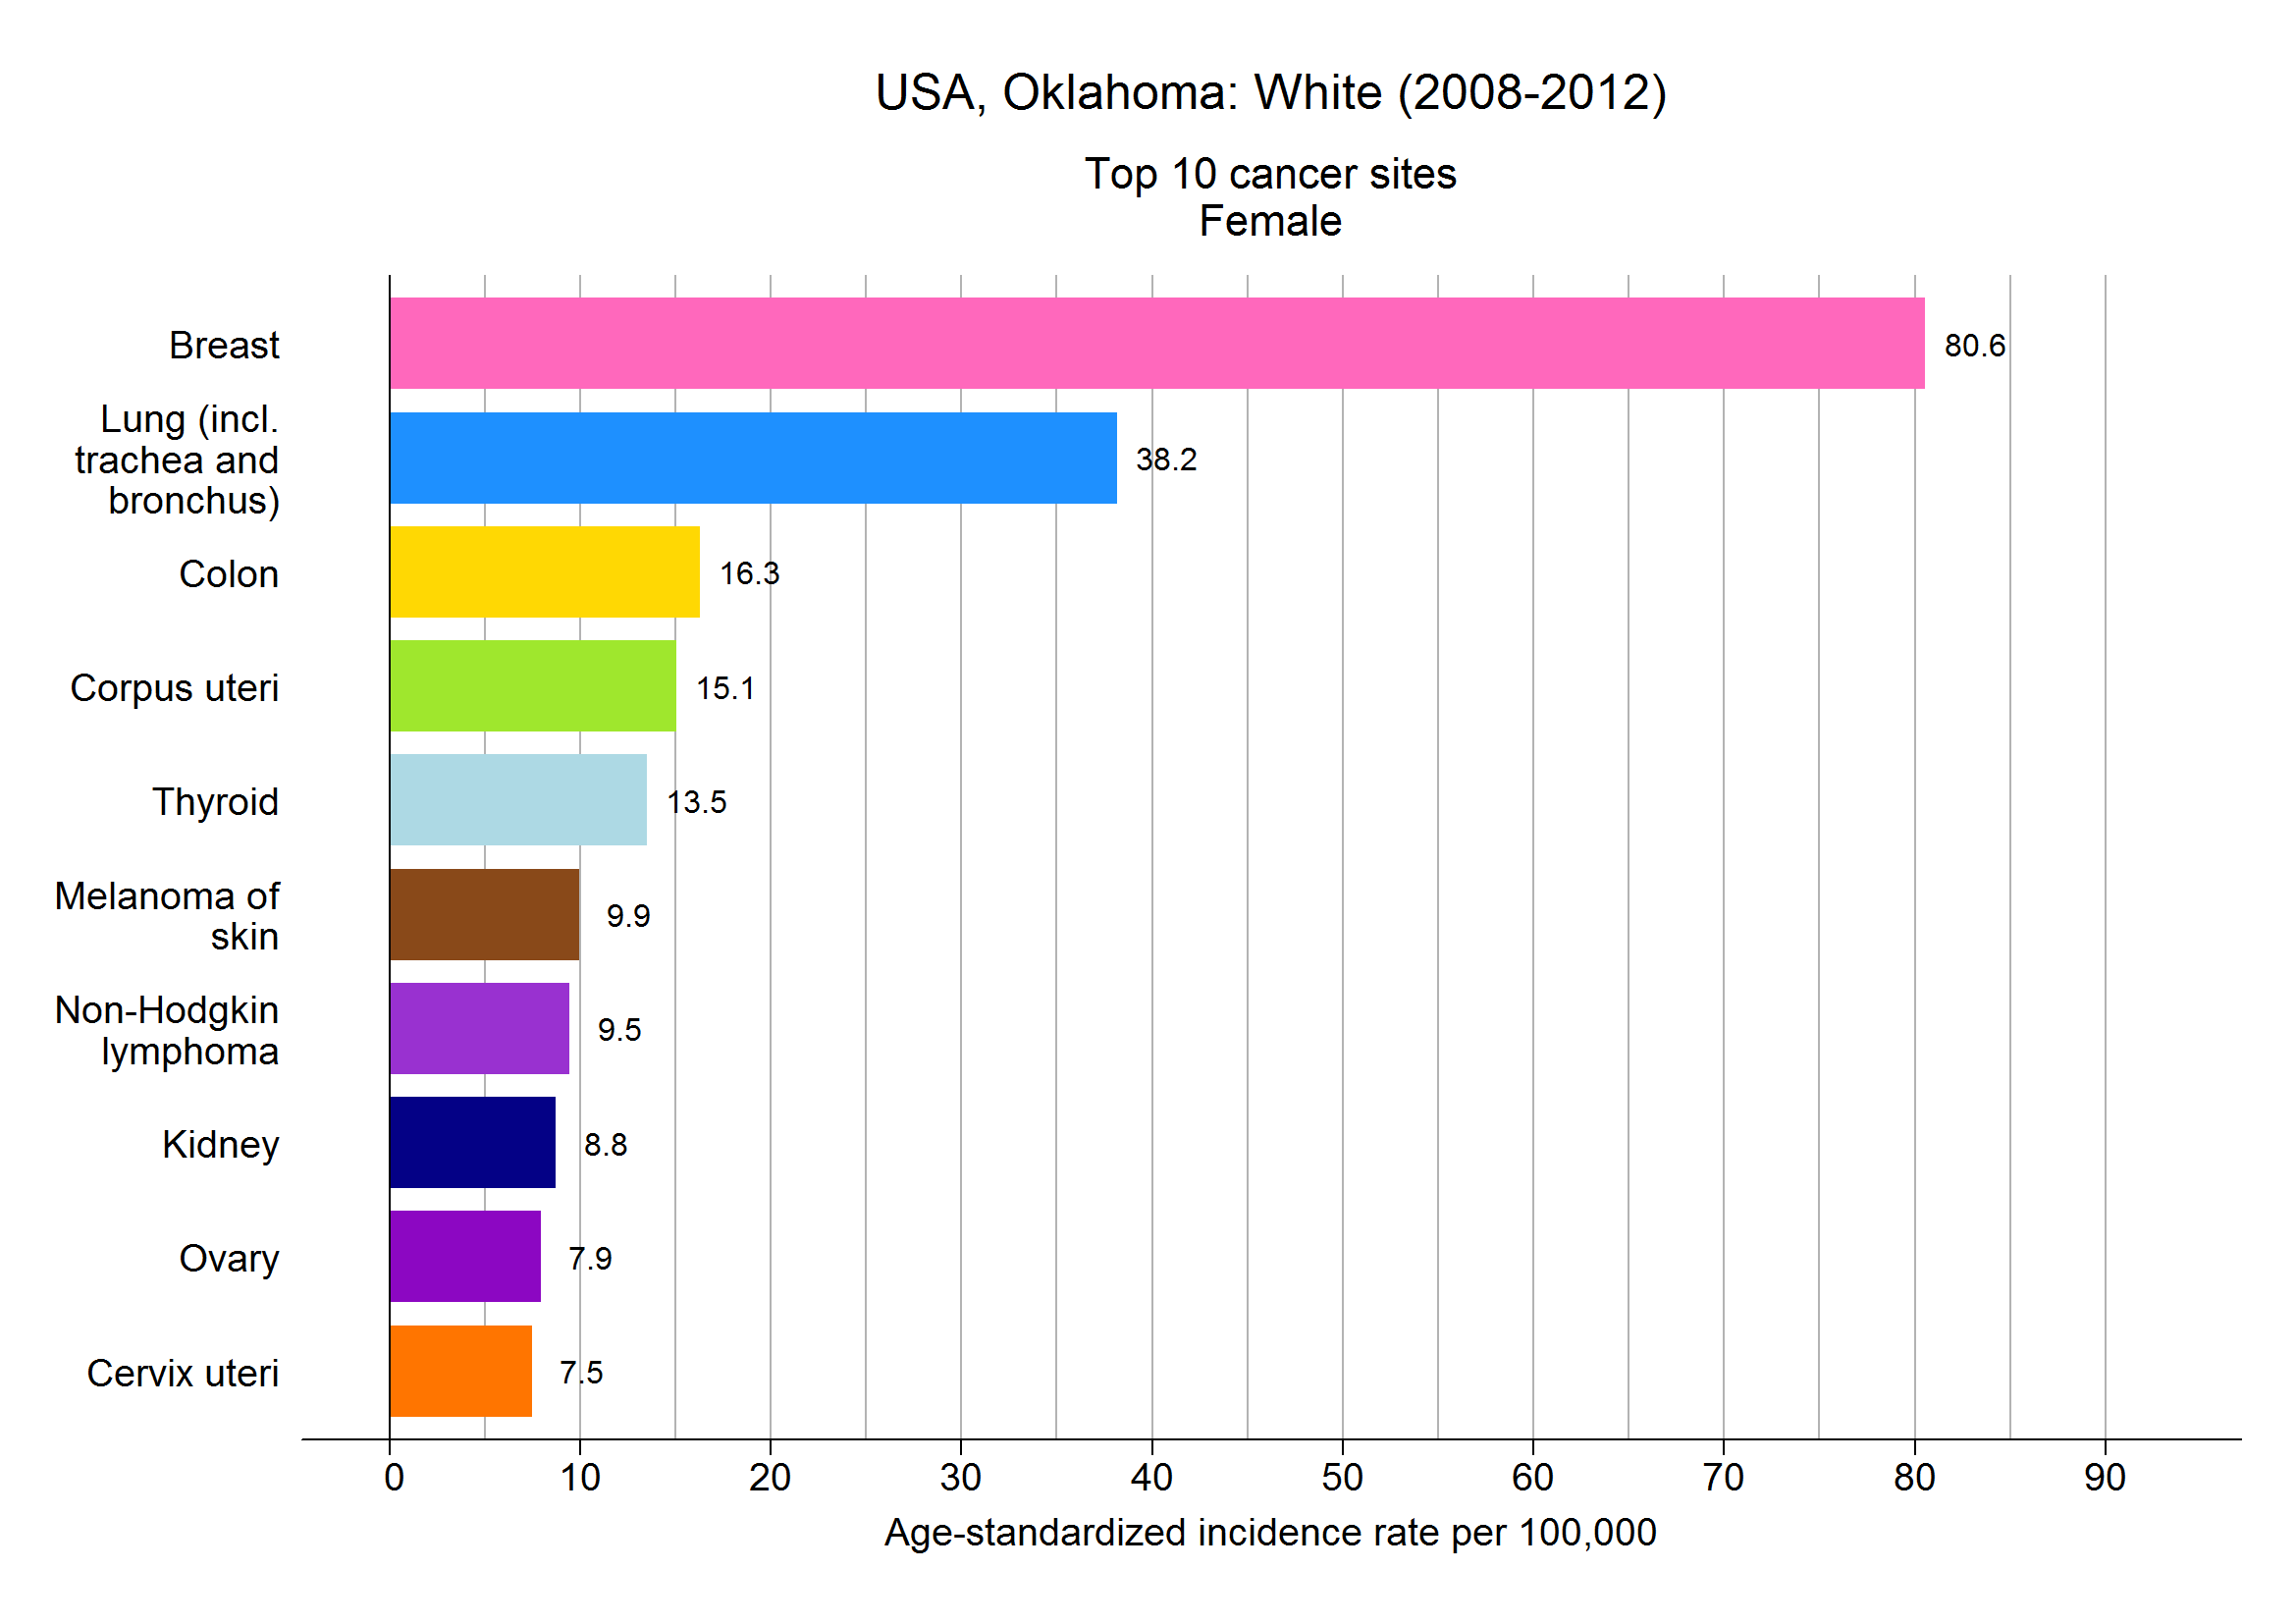 USA, Oklahoma: White (2008-2012)
Top 10 cancer sites
Female
Breast
80.6
Lung (incl.
trachea and
bronchus)
38.2
Colon
16.3
Corpus uteri
15.1
Thyroid
13.5
Melanoma of
skin
9.9
Non-Hodgkin
lymphoma
9.5
Kidney
8.8
Ovary
7.9
Cervix uteri
7.5
0 10 20 30 40 50 60 70 80 90
Age-standardized incidence rate per 100,000